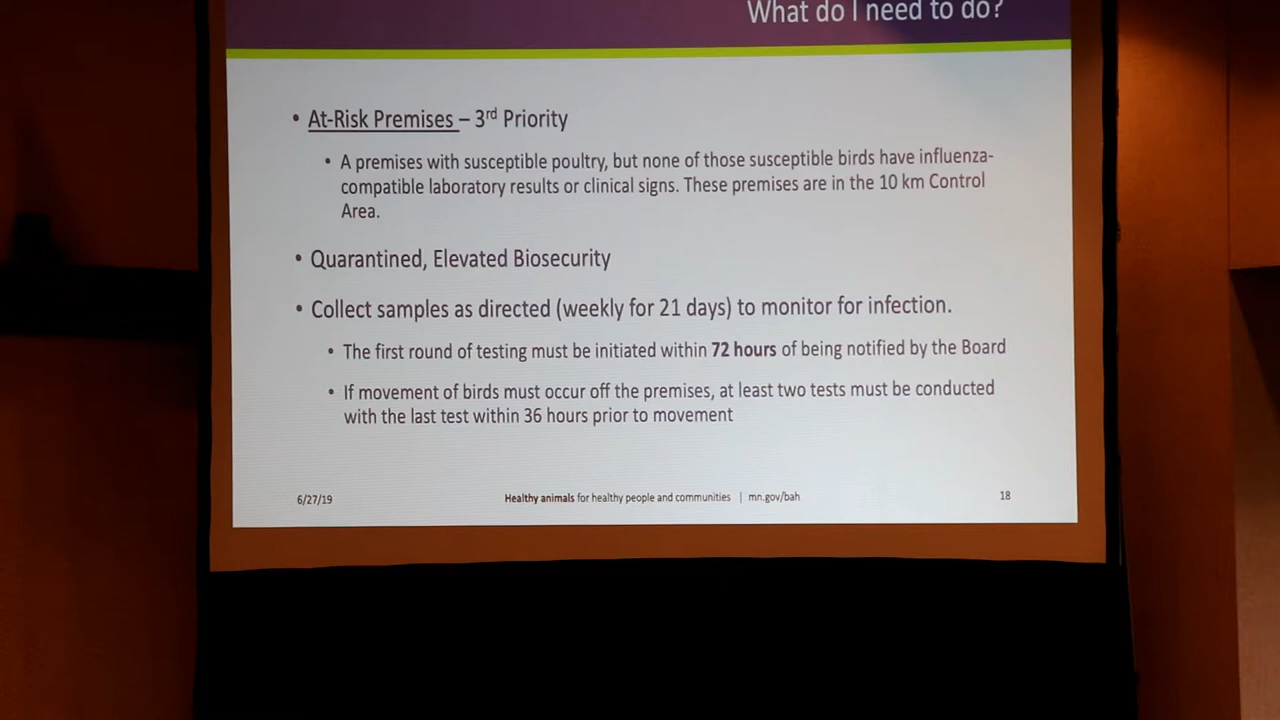 What do I need to do?
• At-Risk Premises – 3rd Priority
• A premises with susceptible poultry, but none of those susceptible birds have influenza-
compatible laboratory results or clinical signs. These premises are in the 10 km Control
Area.
• Quarantined, Elevated Biosecurity
• Collect samples as directed (weekly for 21 days) to monitor for infection.
• The first round of testing must be initiated within 72 hours of being notified by the Board
• If movement of birds must occur off the premises, at least two tests must be conducted
with the last test within 36 hours prior to movement
6/27/19 Healthy animals for healthy people and communities | mn.gov/bah 18